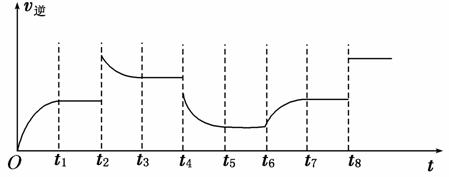 v逆
O t₁ t₂ t₃ t₄ t₅ t₆ t₇ t₈ t